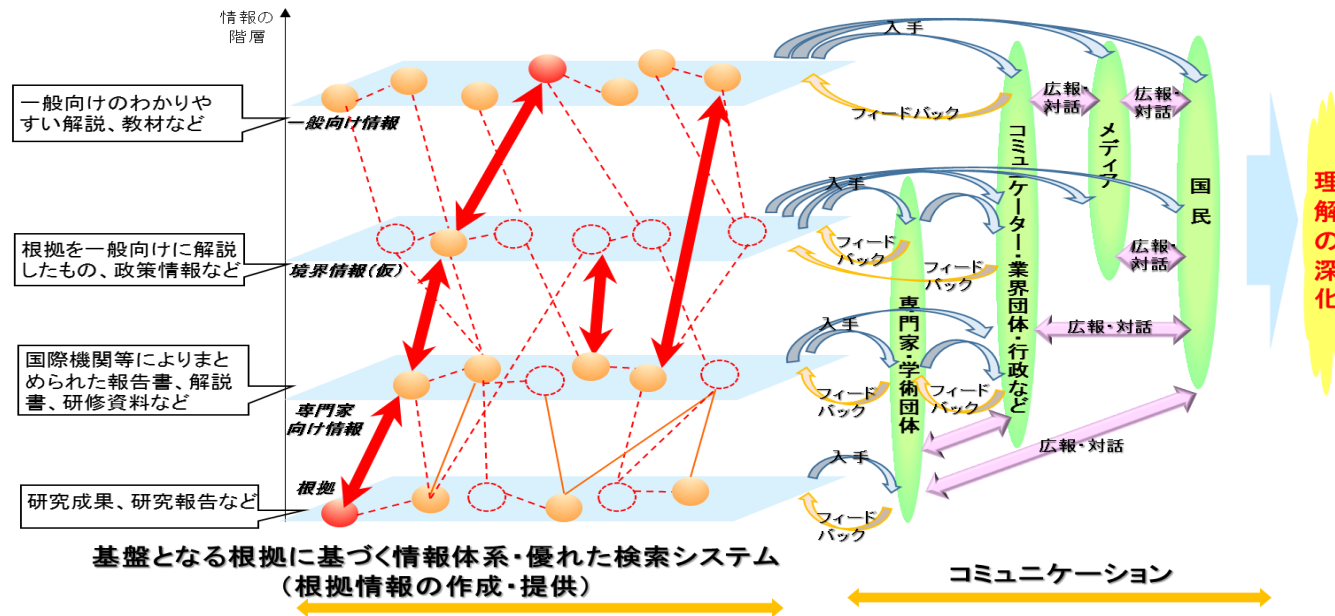 情報の
階層
一般向けのわかりや
すい解説、教材など
一般向け情報
根拠を一般向けに解説
したもの、政策情報など
境界情報(仮)
国際機関等によりまと
められた報告書、解説
書、研修資料など
専門家
向け情報
研究成果、研究報告など
根拠
基盤となる根拠に基づく情報体系・優れた検索システム
(根拠情報の作成・提供)
入手
フィードバック
広報・
対話
広報・
対話
入手
フィード
バック
フィード
バック
広報・
対話
入手
フィード
バック
フィード
バック
広報・対話
入手
フィード
バック
広報・対話
専門家・学術団体
コミュニケーター・業界団体・行政など
メディア
国民
理解の深化
コミュニケーション